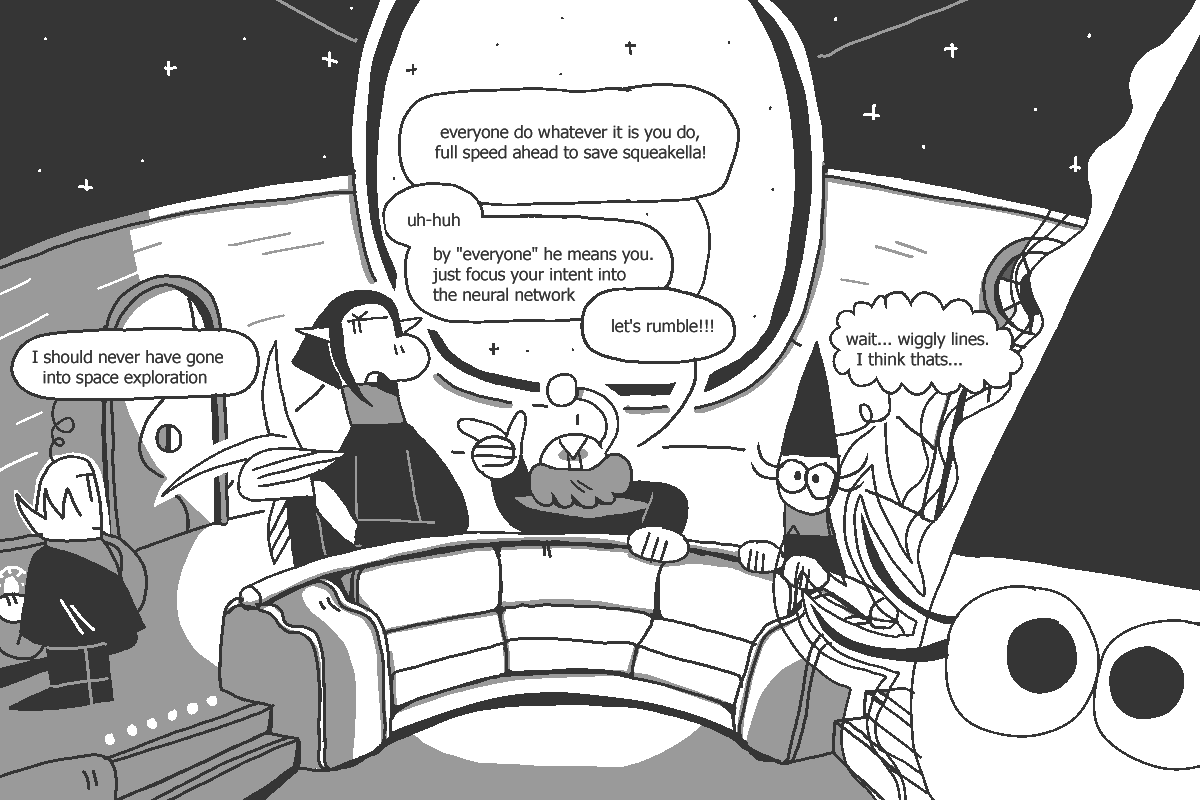 everyone do whatever it is you do,
full speed ahead to save squeakella!
uh-huh
by "everyone" he means you.
just focus your intent into
the neural network
let's rumble!!!
I should never have gone
into space exploration
wait... wiggly lines.
I think thats...